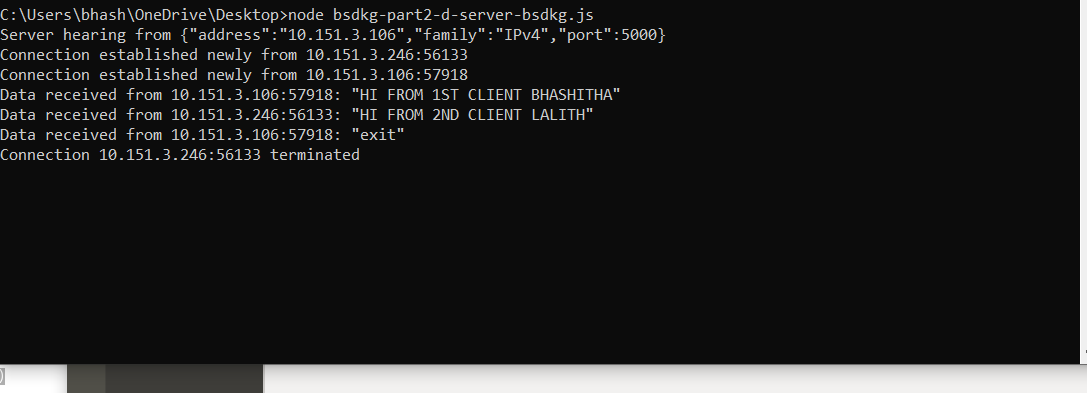 C:\Users\bhash\OneDrive\Desktop>node bsdkg-part2-d-server-bsdkg.js
Server hearing from {"address":"10.151.3.106","family":"IPv4","port":5000}
Connection established newly from 10.151.3.246:56133
Connection established newly from 10.151.3.106:57918
Data received from 10.151.3.106:57918: "HI FROM 1ST CLIENT BHASHITHA"
Data received from 10.151.3.246:56133: "HI FROM 2ND CLIENT LALITH"
Data received from 10.151.3.106:57918: "exit"
Connection 10.151.3.246:56133 terminated
)